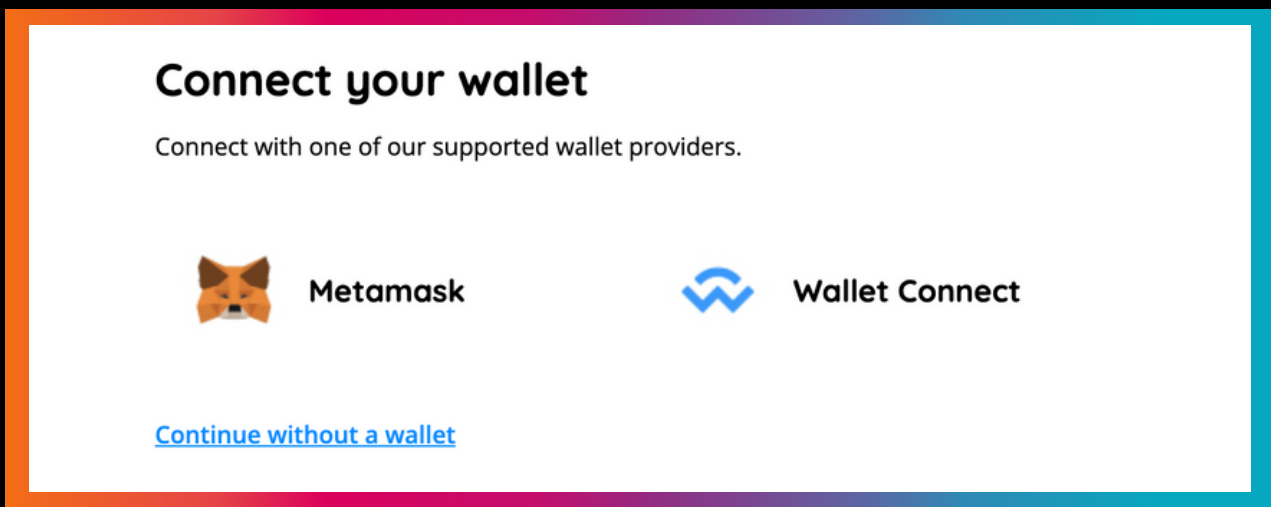 Connect your wallet
Connect with one of our supported wallet providers.
Metamask
Wallet Connect
Continue without a wallet